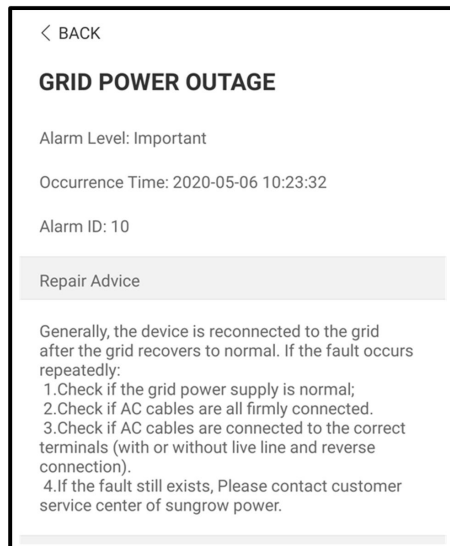 < BACK
GRID POWER OUTAGE
Alarm Level: Important
Occurrence Time: 2020-05-06 10:23:32
Alarm ID: 10
Repair Advice
Generally, the device is reconnected to the grid
after the grid recovers to normal. If the fault occurs
repeatedly:
1.Check if the grid power supply is normal;
2.Check if AC cables are all firmly connected.
3.Check if AC cables are connected to the correct
terminals (with or without live line and reverse
connection).
4.If the fault still exists, Please contact customer
service center of sungrow power.